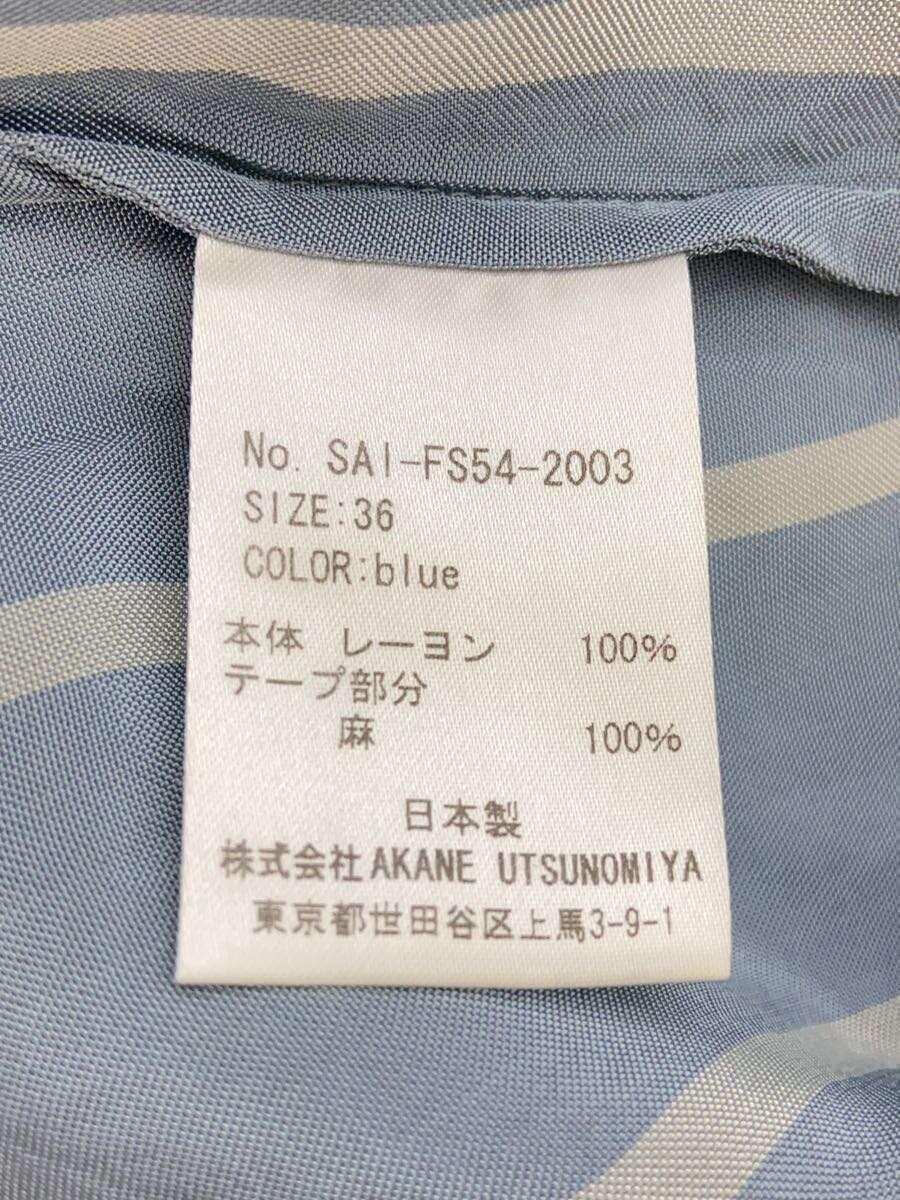 No. SAI-FS54-2003
SIZE:36
COLOR:blue
本体 レーヨン 100%
テープ部分
麻 100%
日本製
株式会社AKANE UTSUNOMIYA
東京都世田谷区上馬3-9-1